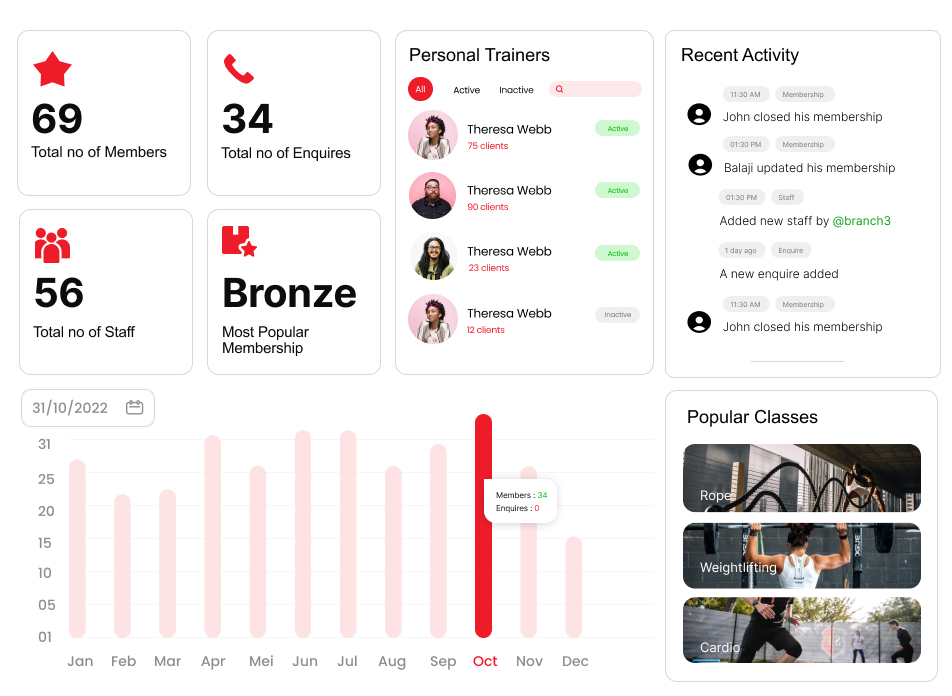 69
Total no of Members
34
Total no of Enquires
56
Total no of Staff
Bronze
Most Popular
Membership
Personal Trainers
All
Active
Inactive
Theresa Webb
75 clients
Active
Theresa Webb
90 clients
Active
Theresa Webb
23 clients
Active
Theresa Webb
12 clients
Inactive
Recent Activity
11:30 AM
Membership
John closed his membership
01:30 PM
Membership
Balaji updated his membership
01:30 PM
Staff
Added new staff by @branch3
1 day ago
Enquire
A new enquire added
11:30 AM
Membership
John closed his membership
31/10/2022
31
25
20
15
10
05
01
Members : 34
Enquires : 0
Jan Feb Mar Apr Mei Jun Jul Aug Sep Oct Nov Dec
Popular Classes
Rope
Weightlifting
Cardio